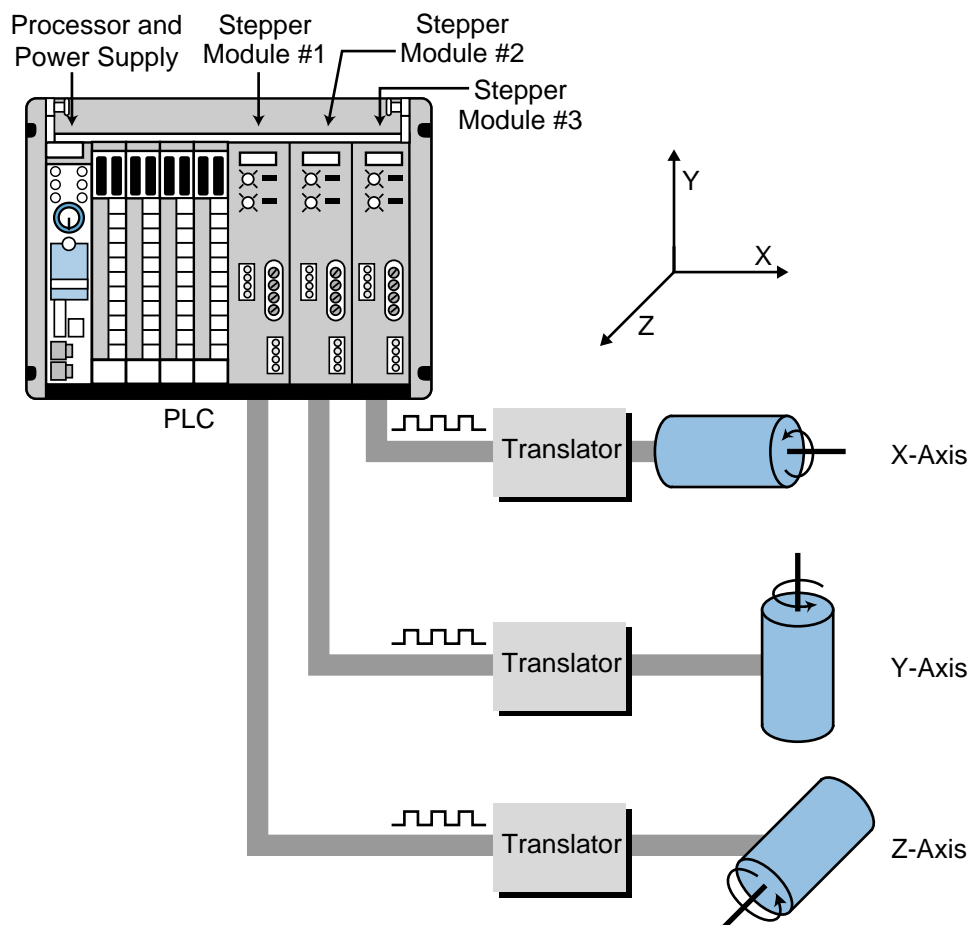 Processor and
Power Supply
Stepper
Module #1
Stepper
Module #2
Stepper
Module #3
Y
X
Z
PLC
Translator
X-Axis
Translator
Y-Axis
Translator
Z-Axis